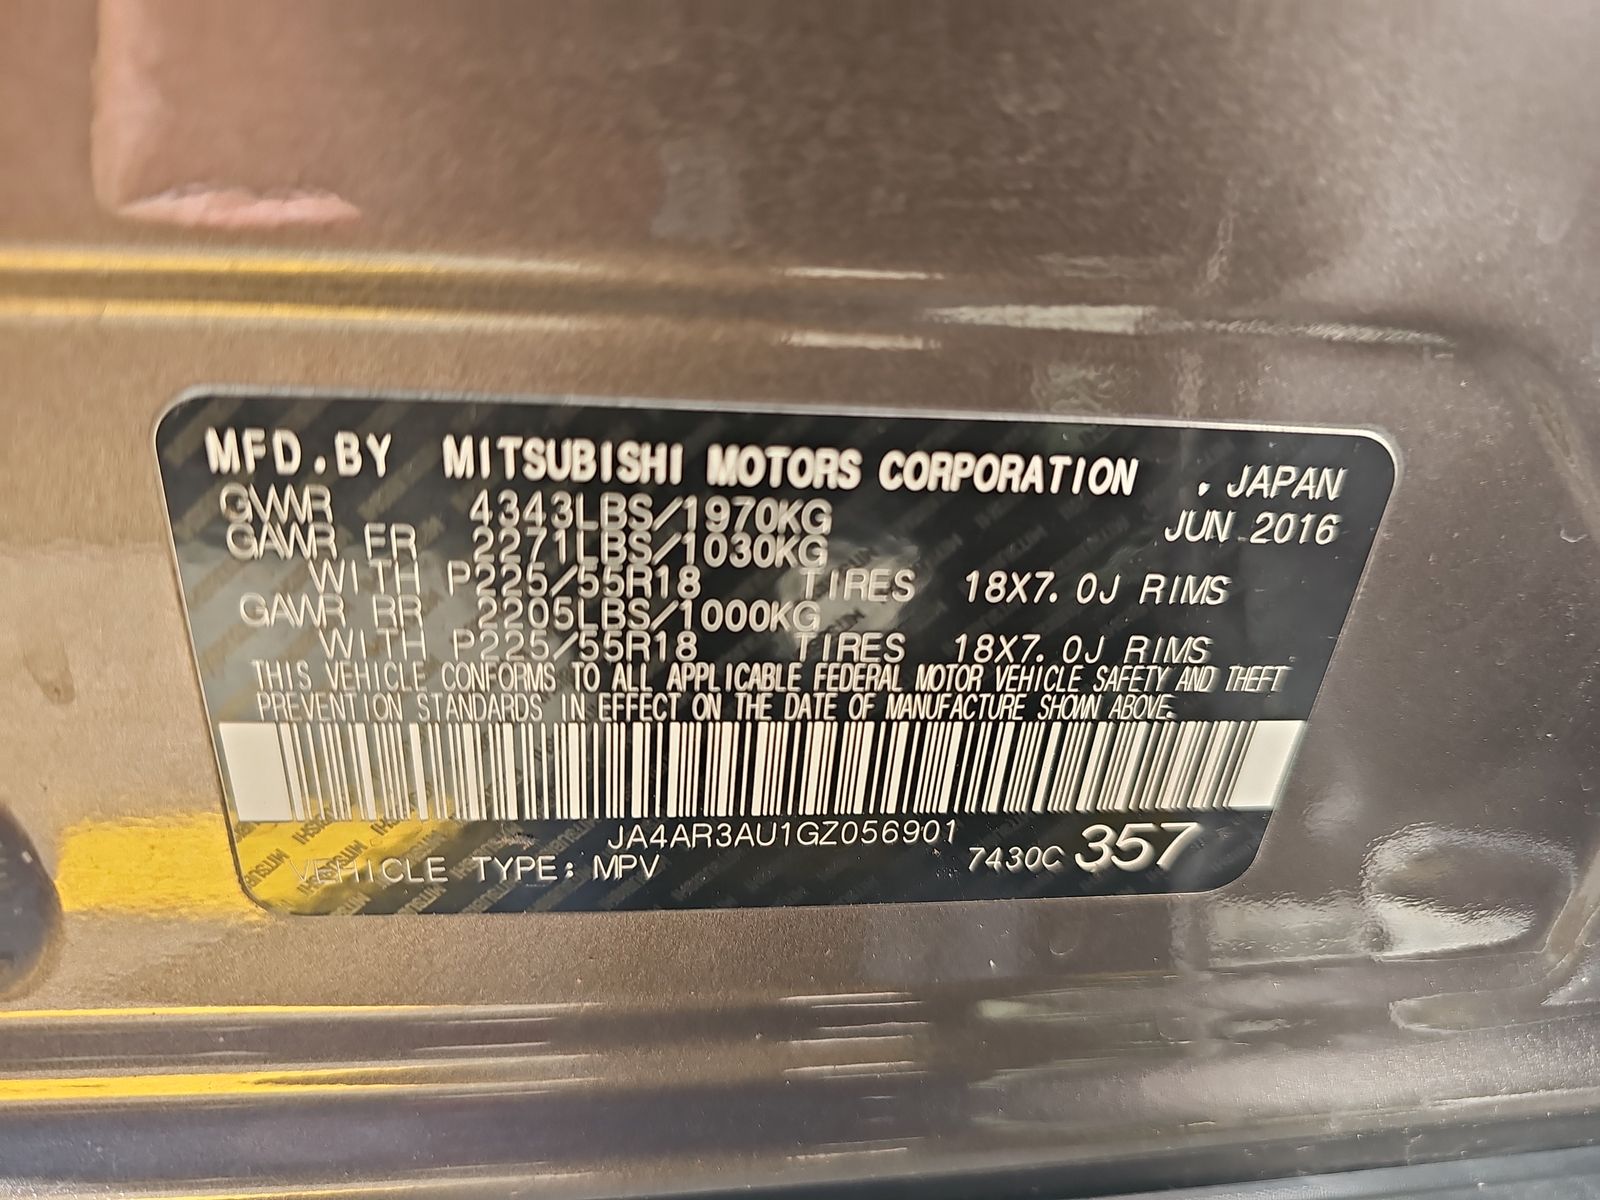 MFD.BY MITSUBISHI MOTORS CORPORATION , JAPAN
GVWR 4343LBS/1970KG JUN 2016
GAWR FR 2271LBS/1030KG
WITH P225/55R18 TIRES 18X7.0J RIMS
GAWR RR 2205LBS/1000KG
WITH P225/55R18 TIRES 18X7.0J RIMS
THIS VEHICLE CONFORMS TO ALL APPLICABLE FEDERAL MOTOR VEHICLE SAFETY AND THEFT
PREVENTION STANDARDS IN EFFECT ON THE DATE OF MANUFACTURE SHOWN ABOVE.
JA4AR3AU1GZ056901
VEHICLE TYPE: MPV 7430C 357